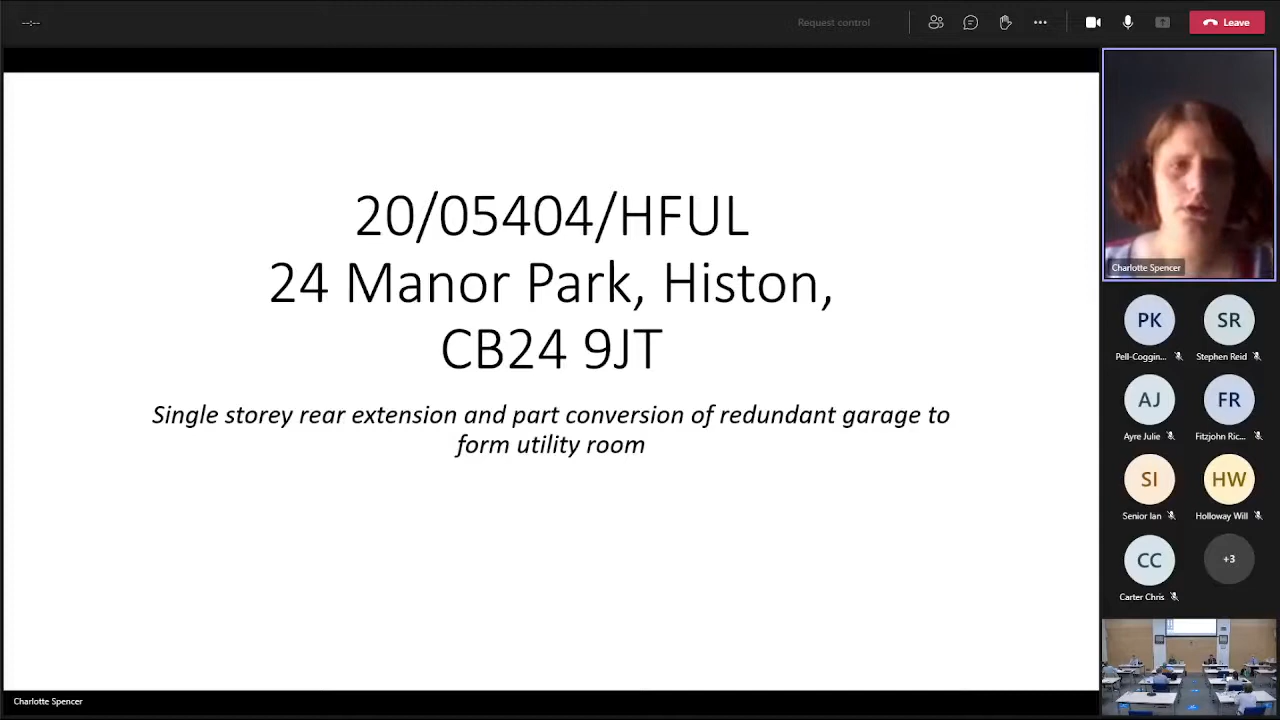 --:--
Request control
Leave
20/05404/HFUL
24 Manor Park, Histon,
CB24 9JT
Single storey rear extension and part conversion of redundant garage to
form utility room
Charlotte Spencer
PK
SR
Pell-Coggin...
Stephen Reid
AJ
FR
Ayre Julie
Fitzjohn Ric...
SI
HW
Senior Ian
Holloway Will
CC
+3
Carter Chris
Charlotte Spencer